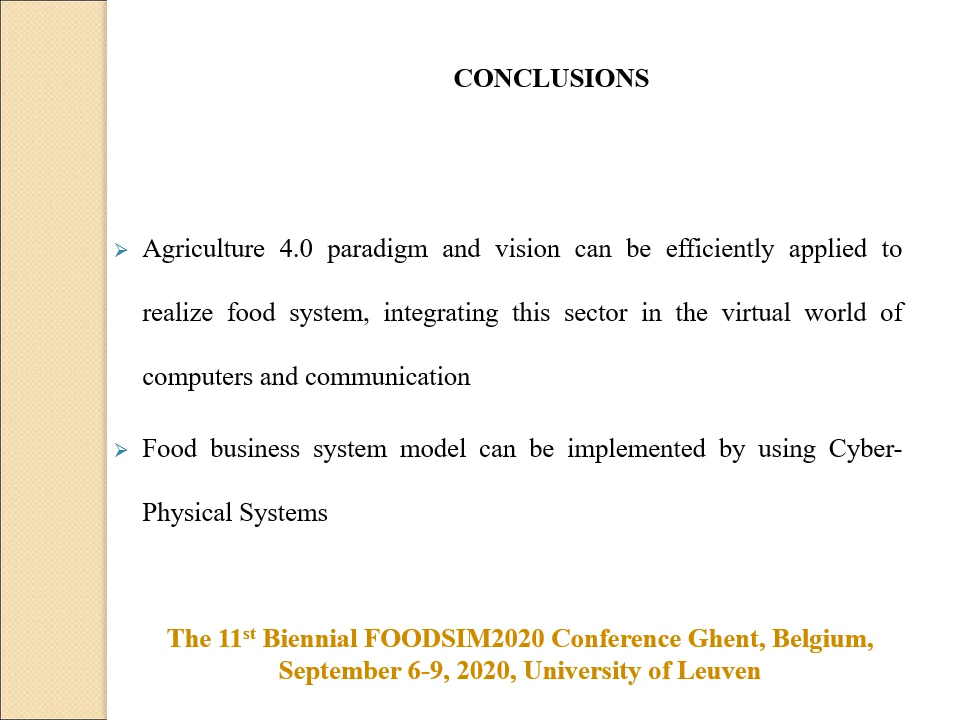 CONCLUSIONS
Agriculture 4.0 paradigm and vision can be efficiently applied to
realize food system, integrating this sector in the virtual world of
computers and communication
Food business system model can be implemented by using Cyber-
Physical Systems
The 11st Biennial FOODSIM2020 Conference Ghent, Belgium,
September 6-9, 2020, University of Leuven